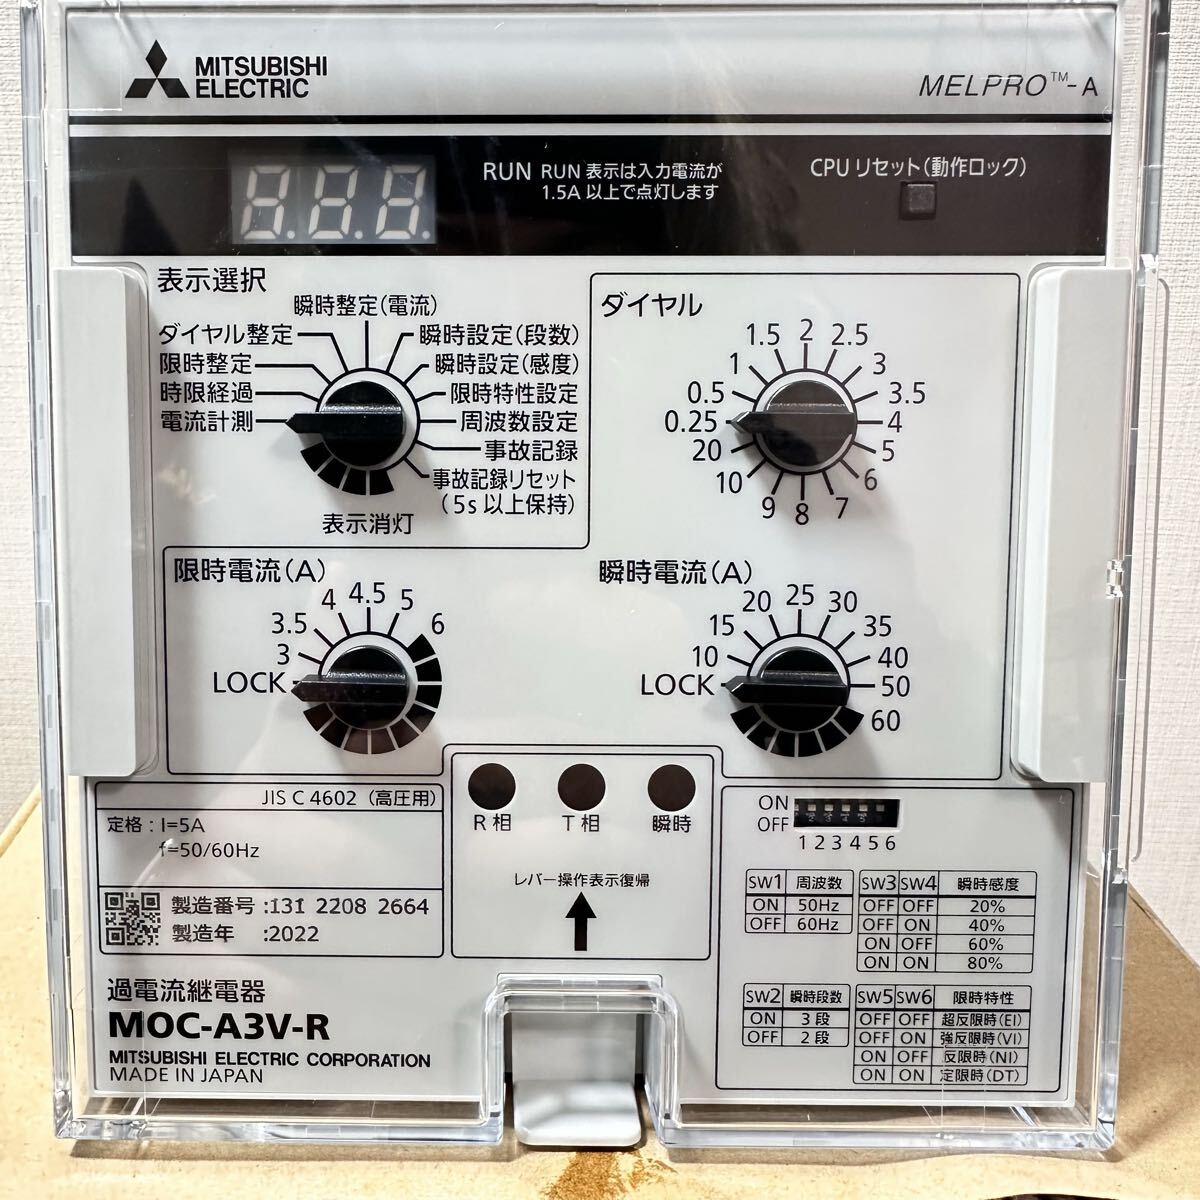 MITSUBISHI
ELECTRIC
MELPRO™-A
8.8.8.
RUN RUN 表示は入力電流が
1.5A 以上で点灯します
CPU リセット(動作ロック)
表示選択
瞬時整定(電流)
ダイヤル整定
限時整定
時限経過
電流計測
瞬時設定(段数)
瞬時設定(感度)
限時特性設定
周波数設定
事故記録
事故記録リセット
(5s 以上保持)
表示消灯
ダイヤル
0.25
0.5
1
1.5
2
2.5
3
3.5
4
5
6
7
8
9
10
20
限時電流(A)
LOCK
3
3.5
4
4.5
5
6
瞬時電流(A)
LOCK
10
15
20
25
30
35
40
50
60
JIS C 4602 (高圧用)
定格 : I=5A
f=50/60Hz
製造番号 :131 2208 2664
製造年 :2022
R相 T相 瞬時
レバー操作表示復帰
ON
OFF
1 2 3 4 5 6
SW1 周波数
ON 50Hz
OFF 60Hz
SW3 SW4 瞬時感度
OFF OFF 20%
OFF ON 40%
ON OFF 60%
ON ON 80%
SW2 瞬時段数
ON 3段
OFF 2段
SW5 SW6 限時特性
OFF OFF 超反限時(EI)
OFF ON 強反限時(VI)
ON OFF 反限時(NI)
ON ON 定限時(DT)
過電流継電器
MOC-A3V-R
MITSUBISHI ELECTRIC CORPORATION
MADE IN JAPAN